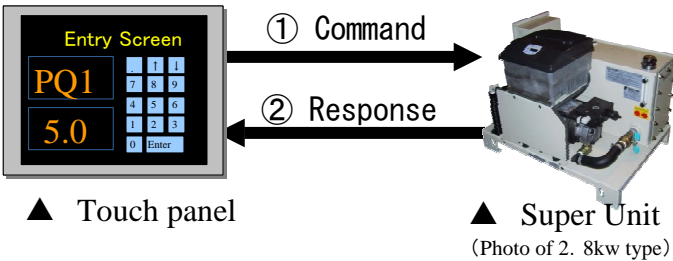 Entry Screen
PQ1
5.0
. ↑ ↓
7 8 9
4 5 6
1 2 3
0 Enter
① Command
② Response
▲ Touch panel
▲ Super Unit
(Photo of 2. 8kw type)